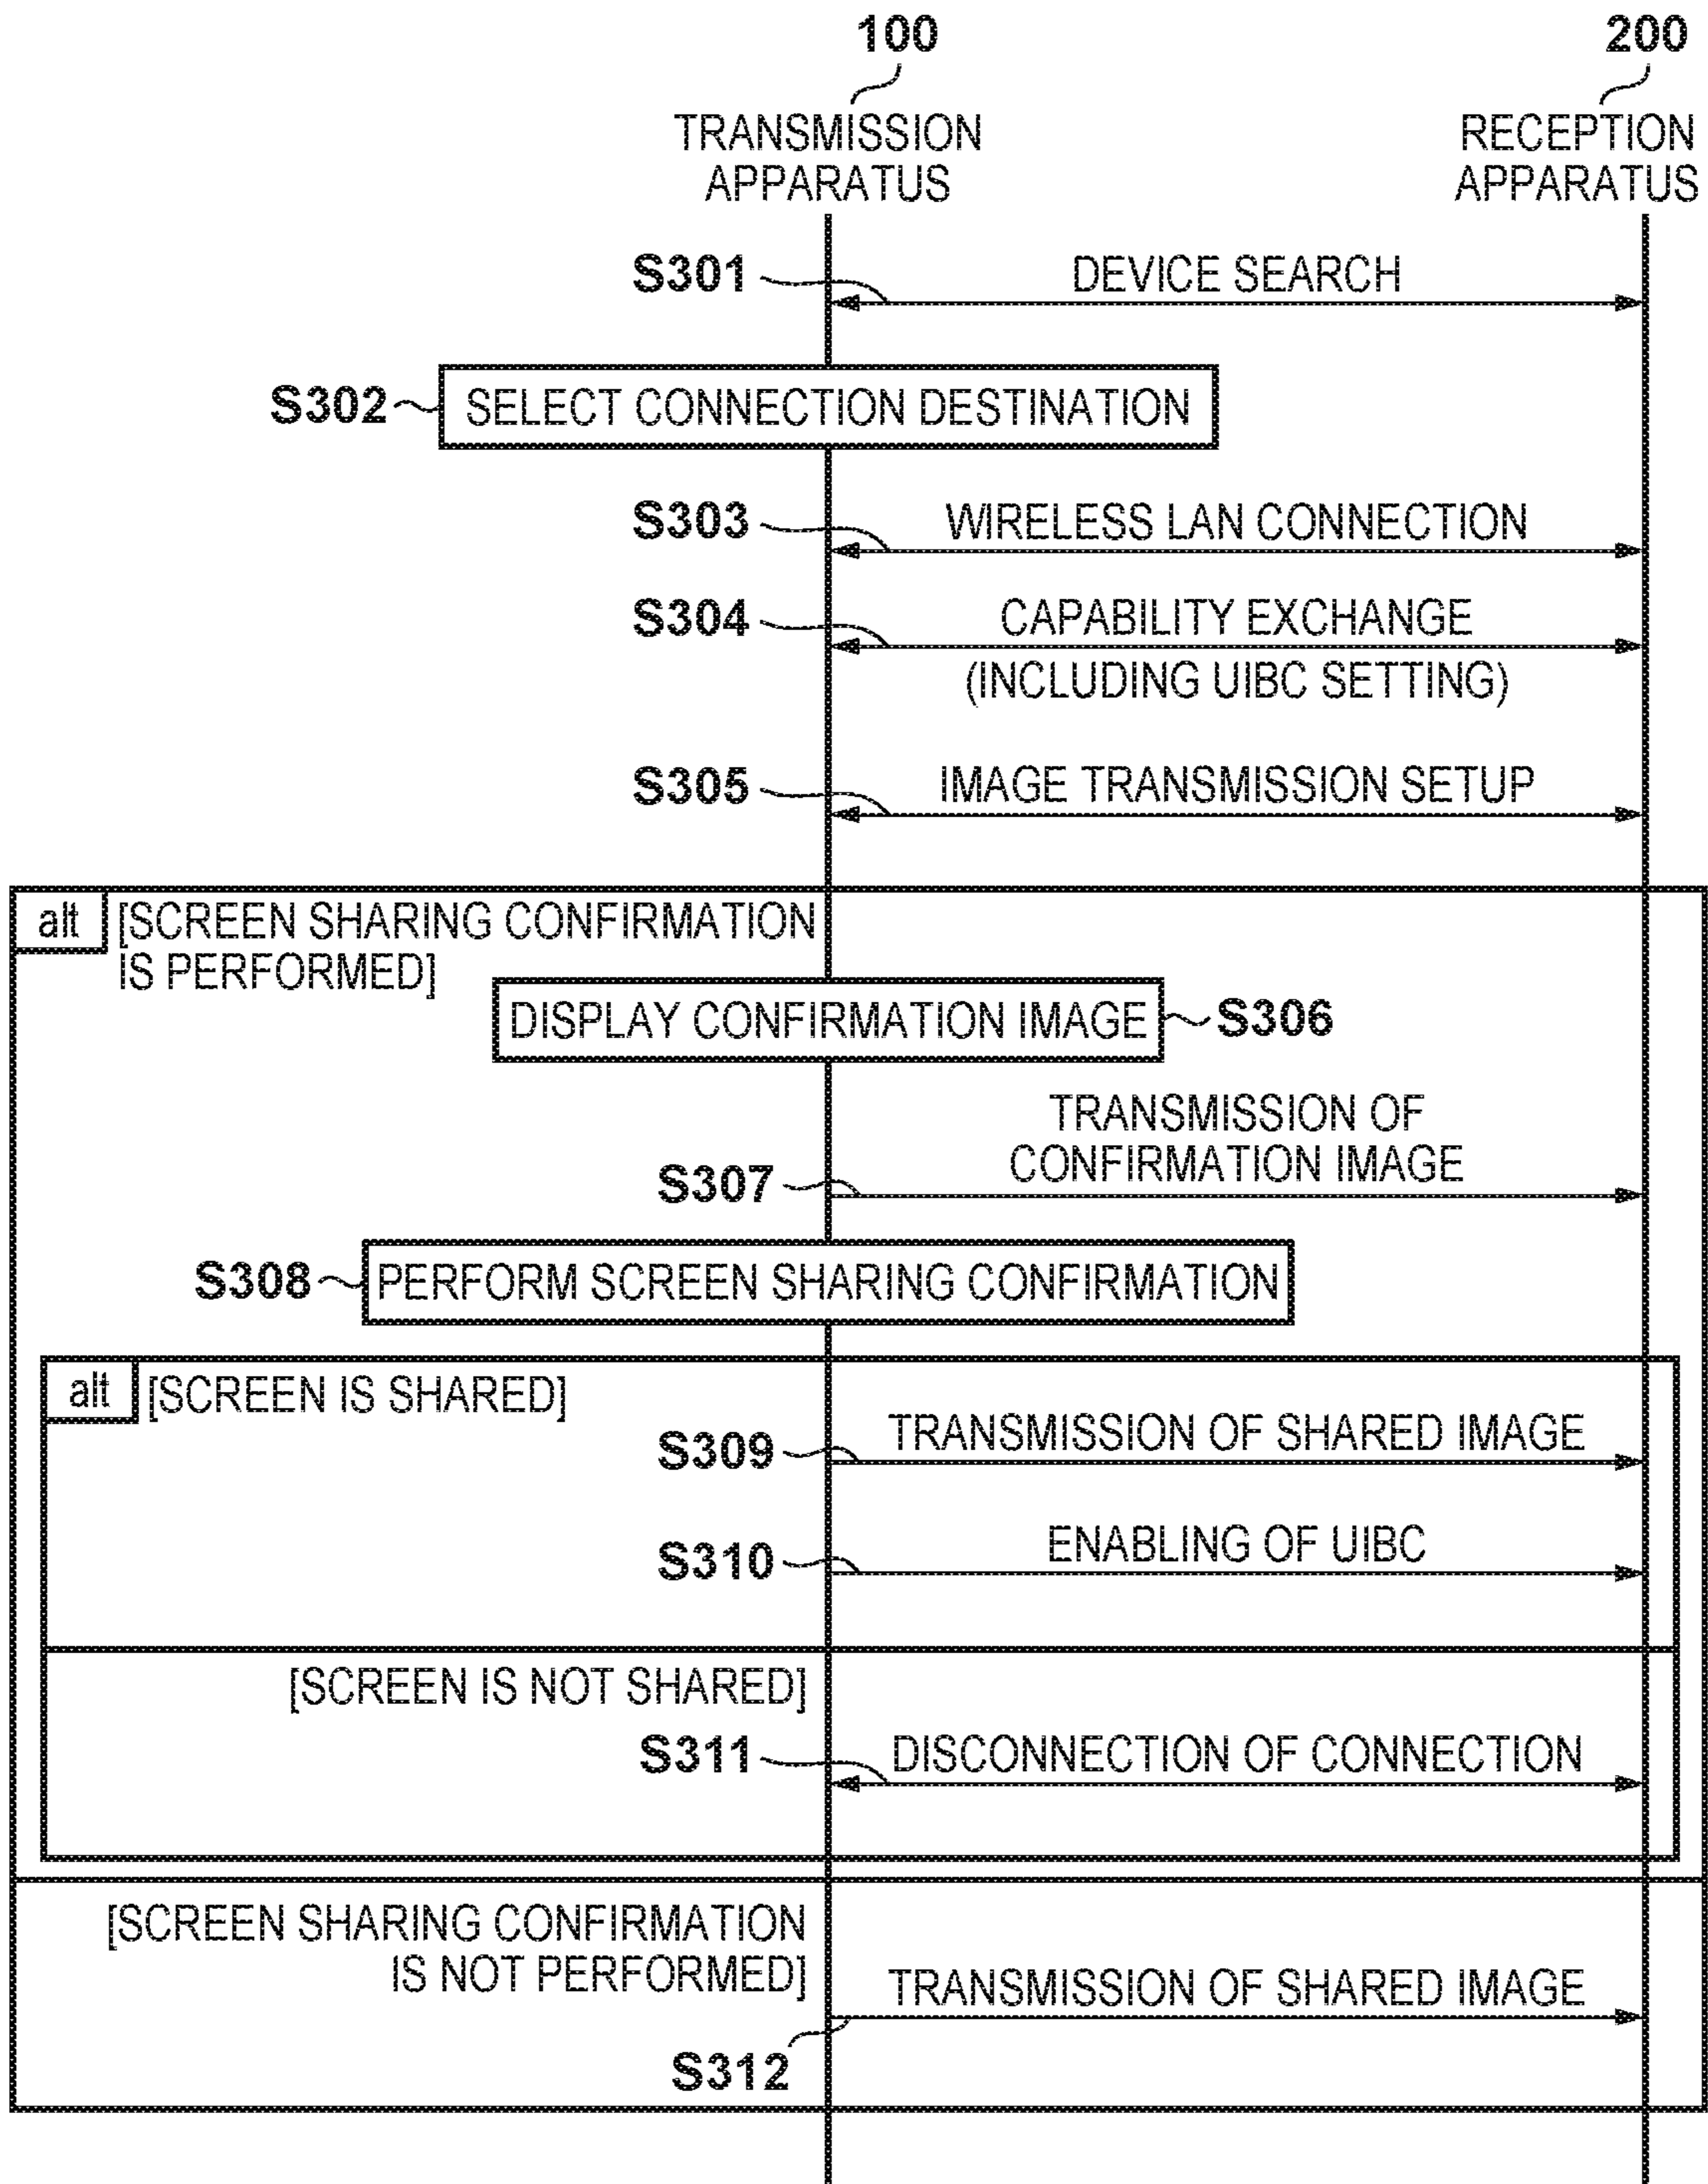 100
200
TRANSMISSION
APPARATUS
RECEPTION
APPARATUS
S301
DEVICE SEARCH
S302
SELECT CONNECTION DESTINATION
S303
WIRELESS LAN CONNECTION
S304
CAPABILITY EXCHANGE
(INCLUDING UIBC SETTING)
S305
IMAGE TRANSMISSION SETUP
alt
[SCREEN SHARING CONFIRMATION
IS PERFORMED]
DISPLAY CONFIRMATION IMAGE
S306
TRANSMISSION OF
CONFIRMATION IMAGE
S307
S308
PERFORM SCREEN SHARING CONFIRMATION
alt
[SCREEN IS SHARED]
S309
TRANSMISSION OF SHARED IMAGE
S310
ENABLING OF UIBC
[SCREEN IS NOT SHARED]
S311
DISCONNECTION OF CONNECTION
[SCREEN SHARING CONFIRMATION
IS NOT PERFORMED]
TRANSMISSION OF SHARED IMAGE
S312